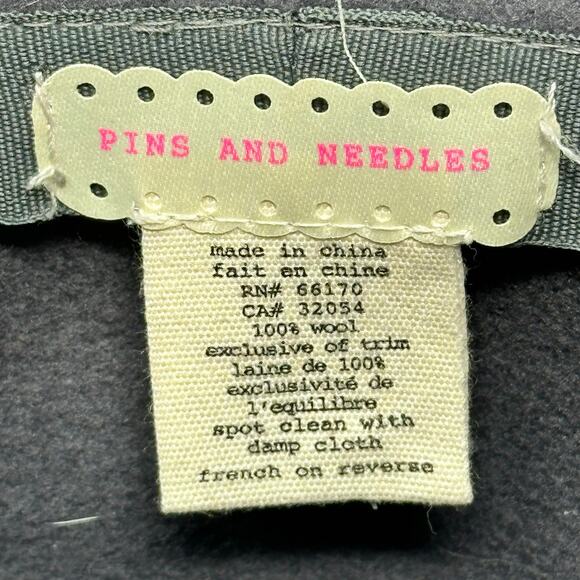 PINS AND NEEDLES
made in china
fait en chine
RN# 66170
CA# 32054
100% wool
exclusive of trim
laine de 100%
exclusivité de
l'equilibre
spot clean with
damp cloth
french on reverse